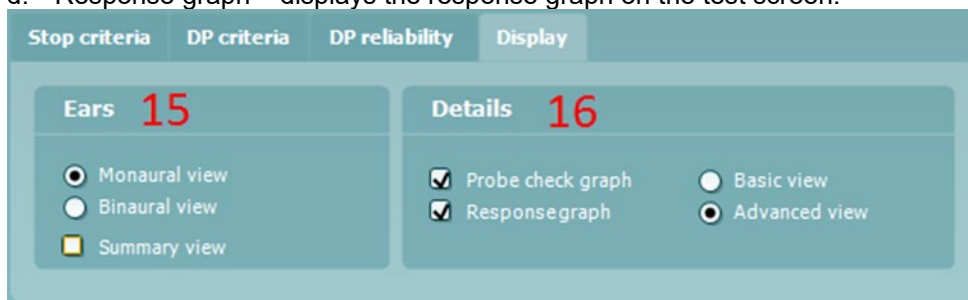 d. Response graph – displays the response graph on the test screen.
Stop criteria DP criteria DP reliability Display
Ears 15 Details 16
Monaural view Probe check graph Basic view
Binaural view Responsegraph Advanced view
Summary view